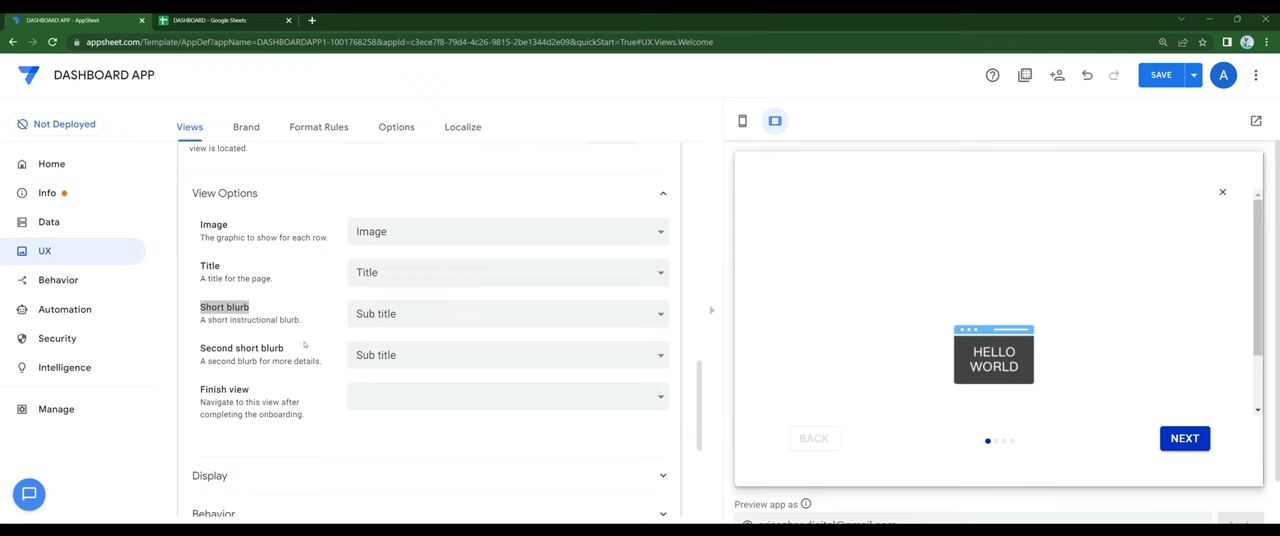 DASHBOARD APP - AppSheet
DASHBOARD - Google Sheets
appsheet.com/Template/AppDef?appName=DASHBOARDAPP1-1001768258&appId=c3ece7f8-79d4-4c26-9815-2be1344d2e09&quickStart=True#UX.Views.Welcome
DASHBOARD APP
SAVE
A
Not Deployed
Views
Brand
Format Rules
Options
Localize
view is located.
Home
Info
Data
UX
Behavior
Automation
Security
Intelligence
Manage
View Options
Image
The graphic to show for each row.
Image
Title
A title for the page.
Title
Short blurb
A short instructional blurb.
Sub title
Second short blurb
A second blurb for more details.
Sub title
Finish view
Navigate to this view after
completing the onboarding.
Display
Behavior
HELLO
WORLD
BACK
NEXT
Preview app as